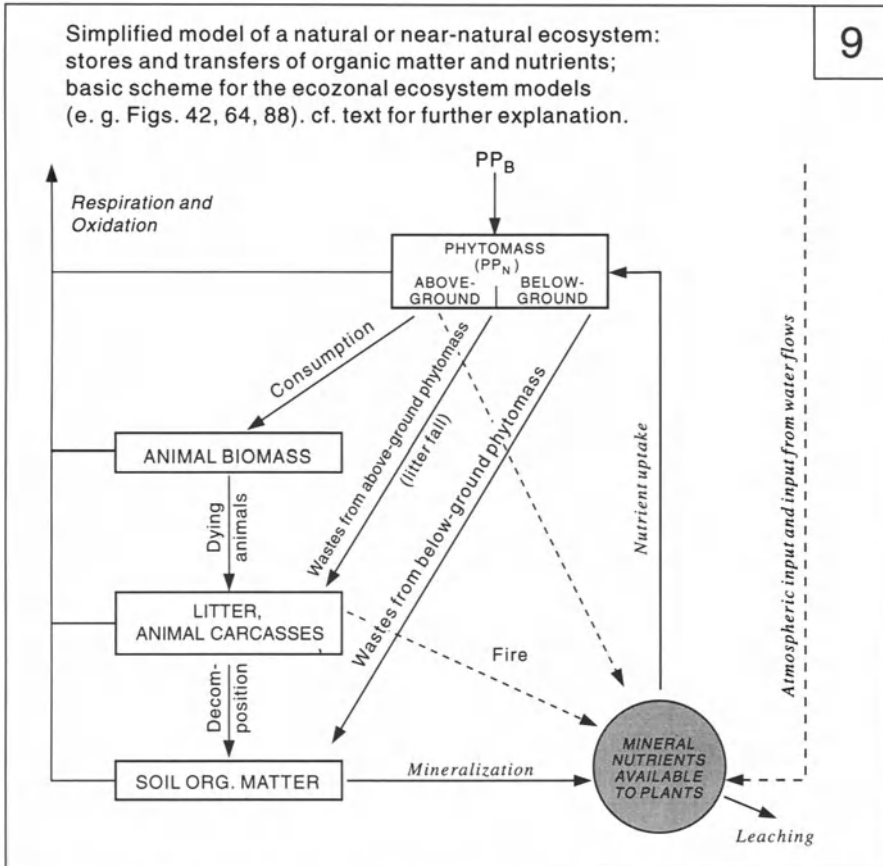 Simplified model of a natural or near-natural ecosystem:
stores and transfers of organic matter and nutrients;
basic scheme for the ecozonal ecosystem models
(e. g. Figs. 42, 64, 88). cf. text for further explanation.
9
PP_B
Respiration and
Oxidation
PHYTOMASS
(PP_N)
ABOVE-
GROUND
BELOW-
GROUND
Consumption
Wastes from above-ground phytomass
(litter fall)
Wastes from below-ground phytomass
Nutrient uptake
Atmospheric input and input from water flows
ANIMAL BIOMASS
Dying
animals
LITTER,
ANIMAL CARCASSES
Fire
Decom-
position
SOIL ORG. MATTER
Mineralization
MINERAL
NUTRIENTS
AVAILABLE
TO PLANTS
Leaching